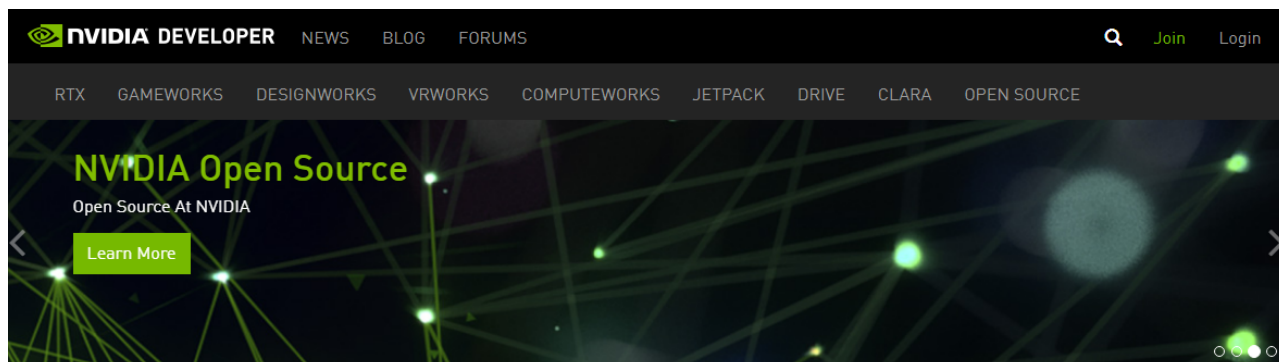 NVIDIA DEVELOPER NEWS BLOG FORUMS Join Login
RTX GAMEWORKS DESIGNWORKS VRWORKS COMPUTEWORKS JETPACK DRIVE CLARA OPEN SOURCE
NVIDIA Open Source
Open Source At NVIDIA
Learn More